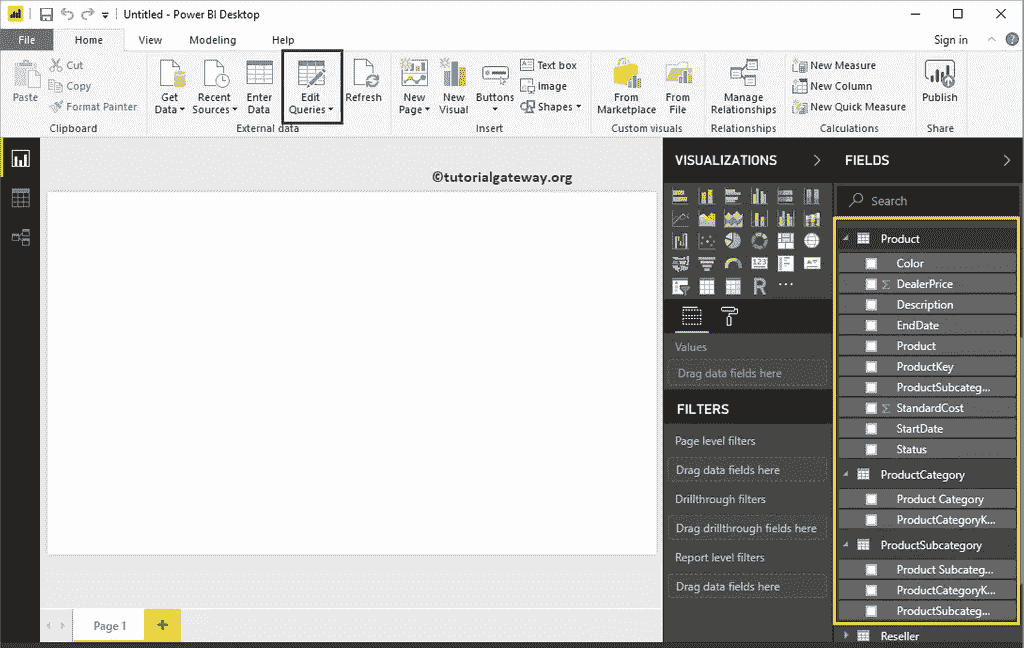 Untitled - Power BI Desktop
File Home View Modeling Help Sign in
Paste
Cut
Copy
Format Painter
Clipboard
Get Data
Recent Sources
Enter Data
Edit Queries
Refresh
External data
New Page
New Visual
Buttons
Text box
Image
Shapes
Insert
From Marketplace
From File
Custom visuals
Manage Relationships
Relationships
New Measure
New Column
New Quick Measure
Calculations
Publish
Share
©tutorialgateway.org
VISUALIZATIONS
123
R
Values
Drag data fields here
FILTERS
Page level filters
Drag data fields here
Drillthrough filters
Drag drillthrough fields here
Report level filters
Drag data fields here
FIELDS
Search
Product
Color
Σ DealerPrice
Description
EndDate
Product
ProductKey
ProductSubcateg...
Σ StandardCost
StartDate
Status
ProductCategory
Product Category
ProductCategoryK...
ProductSubcategory
Product Subcateg...
ProductCategoryK...
ProductSubcateg...
Reseller
Page 1